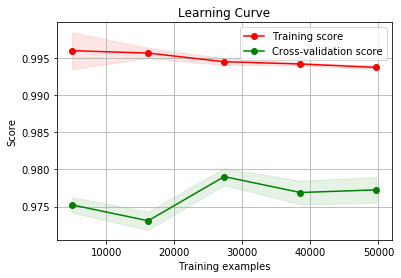 Learning Curve
Training score
Cross-validation score
0.995
0.990
0.985
0.980
0.975
Score
10000
20000
30000
40000
50000
Training examples